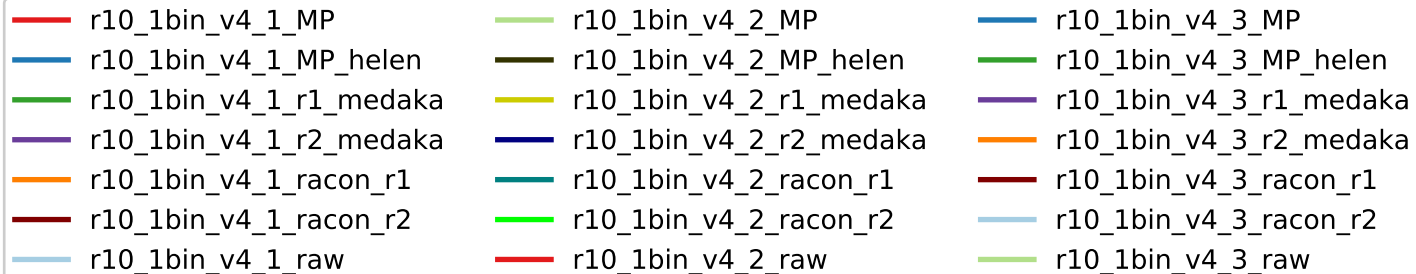 r10_1bin_v4_1_MP
r10_1bin_v4_1_MP_helen
r10_1bin_v4_1_r1_medaka
r10_1bin_v4_1_r2_medaka
r10_1bin_v4_1_racon_r1
r10_1bin_v4_1_racon_r2
r10_1bin_v4_1_raw
r10_1bin_v4_2_MP
r10_1bin_v4_2_MP_helen
r10_1bin_v4_2_r1_medaka
r10_1bin_v4_2_r2_medaka
r10_1bin_v4_2_racon_r1
r10_1bin_v4_2_racon_r2
r10_1bin_v4_2_raw
r10_1bin_v4_3_MP
r10_1bin_v4_3_MP_helen
r10_1bin_v4_3_r1_medaka
r10_1bin_v4_3_r2_medaka
r10_1bin_v4_3_racon_r1
r10_1bin_v4_3_racon_r2
r10_1bin_v4_3_raw